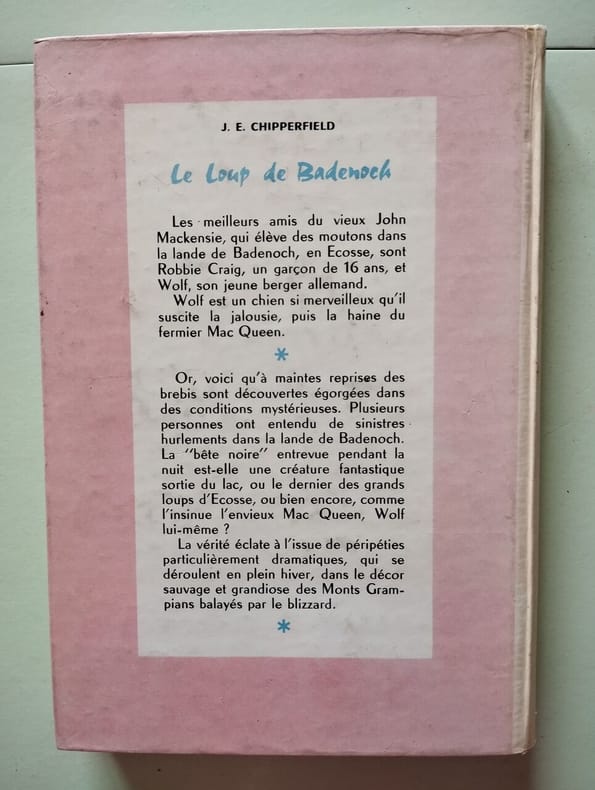 J. E. CHIPPERFIELD
Le Loup de Badenoch
Les meilleurs amis du vieux John
Mackensie, qui élève des moutons dans
la lande de Badenoch, en Ecosse, sont
Robbie Craig, un garçon de 16 ans, et
Wolf, son jeune berger allemand.
Wolf est un chien si merveilleux qu'il
suscite la jalousie, puis la haine du
fermier Mac Queen.
*
Or, voici qu'à maintes reprises des
brebis sont découvertes égorgées dans
des conditions mystérieuses. Plusieurs
personnes ont entendu de sinistres
hurlements dans la lande de Badenoch.
La "bête noire" entrevue pendant la
nuit est-elle une créature fantastique
sortie du lac, ou le dernier des grands
loups d'Ecosse, ou bien encore, comme
l'insinue l'envieux Mac Queen, Wolf
lui-même ?
La vérité éclate à l'issue de péripéties
particulièrement dramatiques, qui se
déroulent en plein hiver, dans le décor
sauvage et grandiose des Monts Gram-
pians balayés par le blizzard.
*